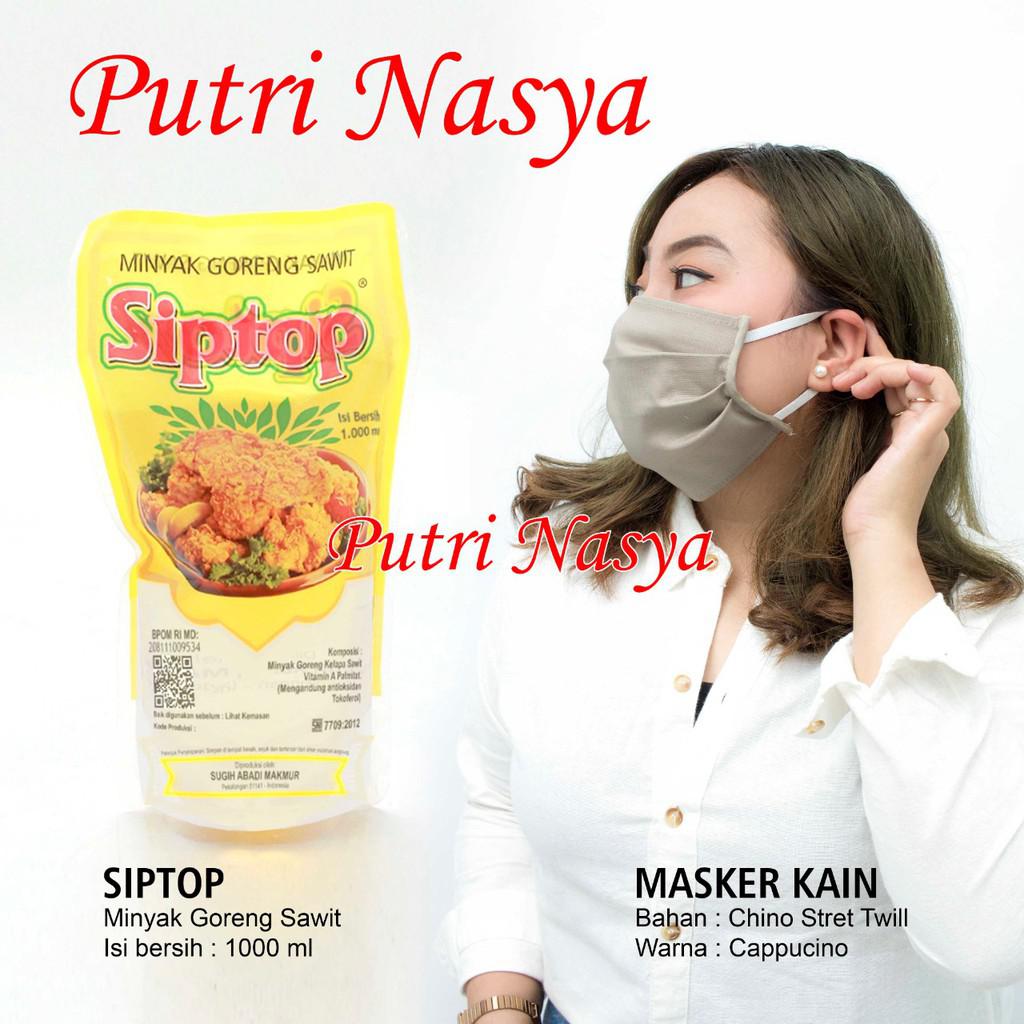 Putri Nasya
MINYAK GORENG SAWIT
Siptop®
Isi Bersih
1.000 ml
Putri Nasya
BPOM RI MD:
208111009534
Komposisi :
Minyak Goreng Kelapa Sawit
Vitamin A Palmitat.
(Mengandung antioksidan
Tokoferol)
Baik digunakan sebelum : Lihat Kemasan
Kode Produksi :
SNI 7709:2012
Diproduksi oleh:
SUGIH ABADI MAKMUR
Pekalongan 51141 - Indonesia
SIPTOP
Minyak Goreng Sawit
Isi bersih : 1000 ml
MASKER KAIN
Bahan : Chino Stret Twill
Warna : Cappucino